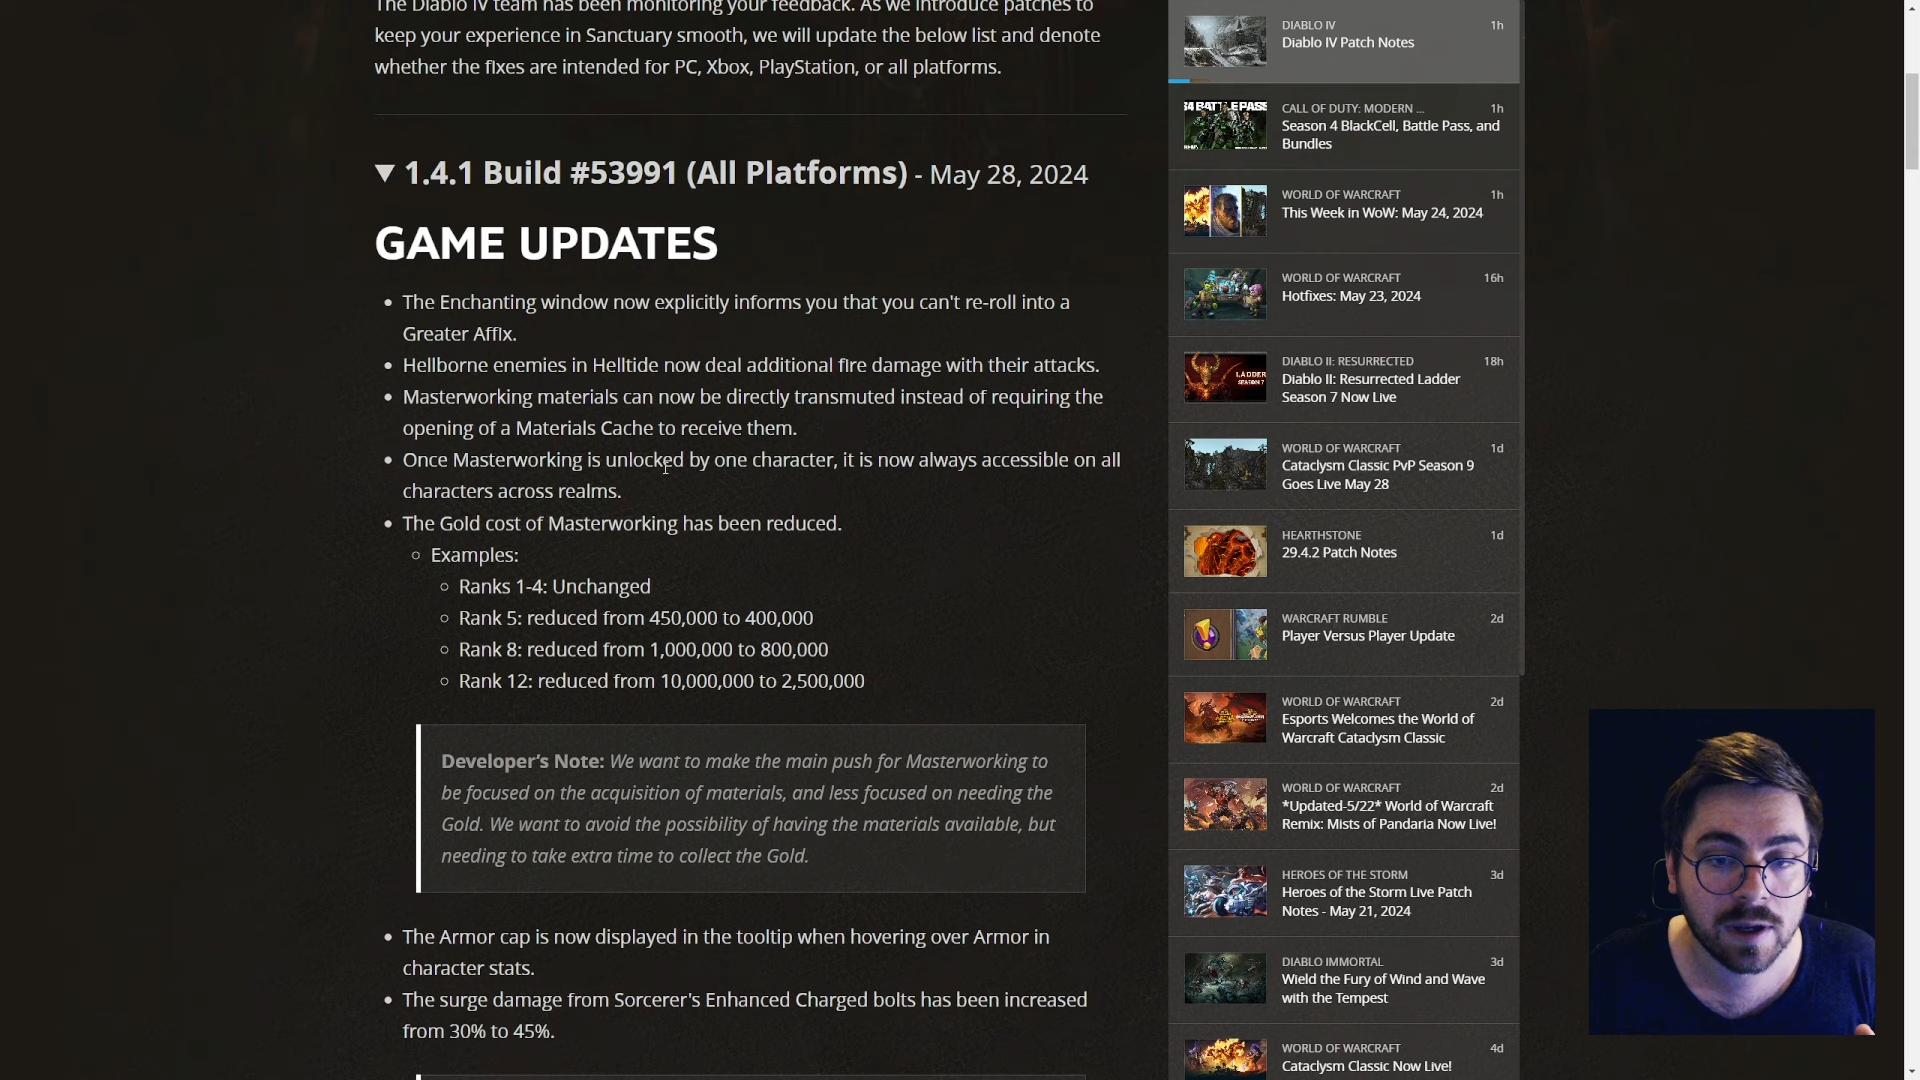 The Diablo IV team has been monitoring your feedback. As we introduce patches to
keep your experience in Sanctuary smooth, we will update the below list and denote
whether the fixes are intended for PC, Xbox, PlayStation, or all platforms.
▼ 1.4.1 Build #53991 (All Platforms) - May 28, 2024
GAME UPDATES
• The Enchanting window now explicitly informs you that you can't re-roll into a
Greater Affix.
• Hellborne enemies in Helltide now deal additional fire damage with their attacks.
• Masterworking materials can now be directly transmuted instead of requiring the
opening of a Materials Cache to receive them.
• Once Masterworking is unlocked by one character, it is now always accessible on all
characters across realms.
• The Gold cost of Masterworking has been reduced.
○ Examples:
○ Ranks 1-4: Unchanged
○ Rank 5: reduced from 450,000 to 400,000
○ Rank 8: reduced from 1,000,000 to 800,000
○ Rank 12: reduced from 10,000,000 to 2,500,000
Developer's Note: We want to make the main push for Masterworking to
be focused on the acquisition of materials, and less focused on needing the
Gold. We want to avoid the possibility of having the materials available, but
needing to take extra time to collect the Gold.
• The Armor cap is now displayed in the tooltip when hovering over Armor in
character stats.
• The surge damage from Sorcerer's Enhanced Charged bolts has been increased
from 30% to 45%.
DIABLO IV 1h
Diablo IV Patch Notes
S4 BATTLE PASS
CALL OF DUTY: MODERN ... 1h
Season 4 BlackCell, Battle Pass, and
Bundles
WORLD OF WARCRAFT 1h
This Week in WoW: May 24, 2024
WORLD OF WARCRAFT 16h
Hotfixes: May 23, 2024
LADDER
SEASON 7
DIABLO II: RESURRECTED 18h
Diablo II: Resurrected Ladder
Season 7 Now Live
WORLD OF WARCRAFT 1d
Cataclysm Classic PvP Season 9
Goes Live May 28
HEARTHSTONE 1d
29.4.2 Patch Notes
WARCRAFT RUMBLE 2d
Player Versus Player Update
WORLD OF WARCRAFT 2d
Esports Welcomes the World of
Warcraft Cataclysm Classic
WORLD OF WARCRAFT 2d
*Updated-5/22* World of Warcraft
Remix: Mists of Pandaria Now Live!
HEROES OF THE STORM 3d
Heroes of the Storm Live Patch
Notes - May 21, 2024
DIABLO IMMORTAL 3d
Wield the Fury of Wind and Wave
with the Tempest
WORLD OF WARCRAFT 4d
Cataclysm Classic Now Live!